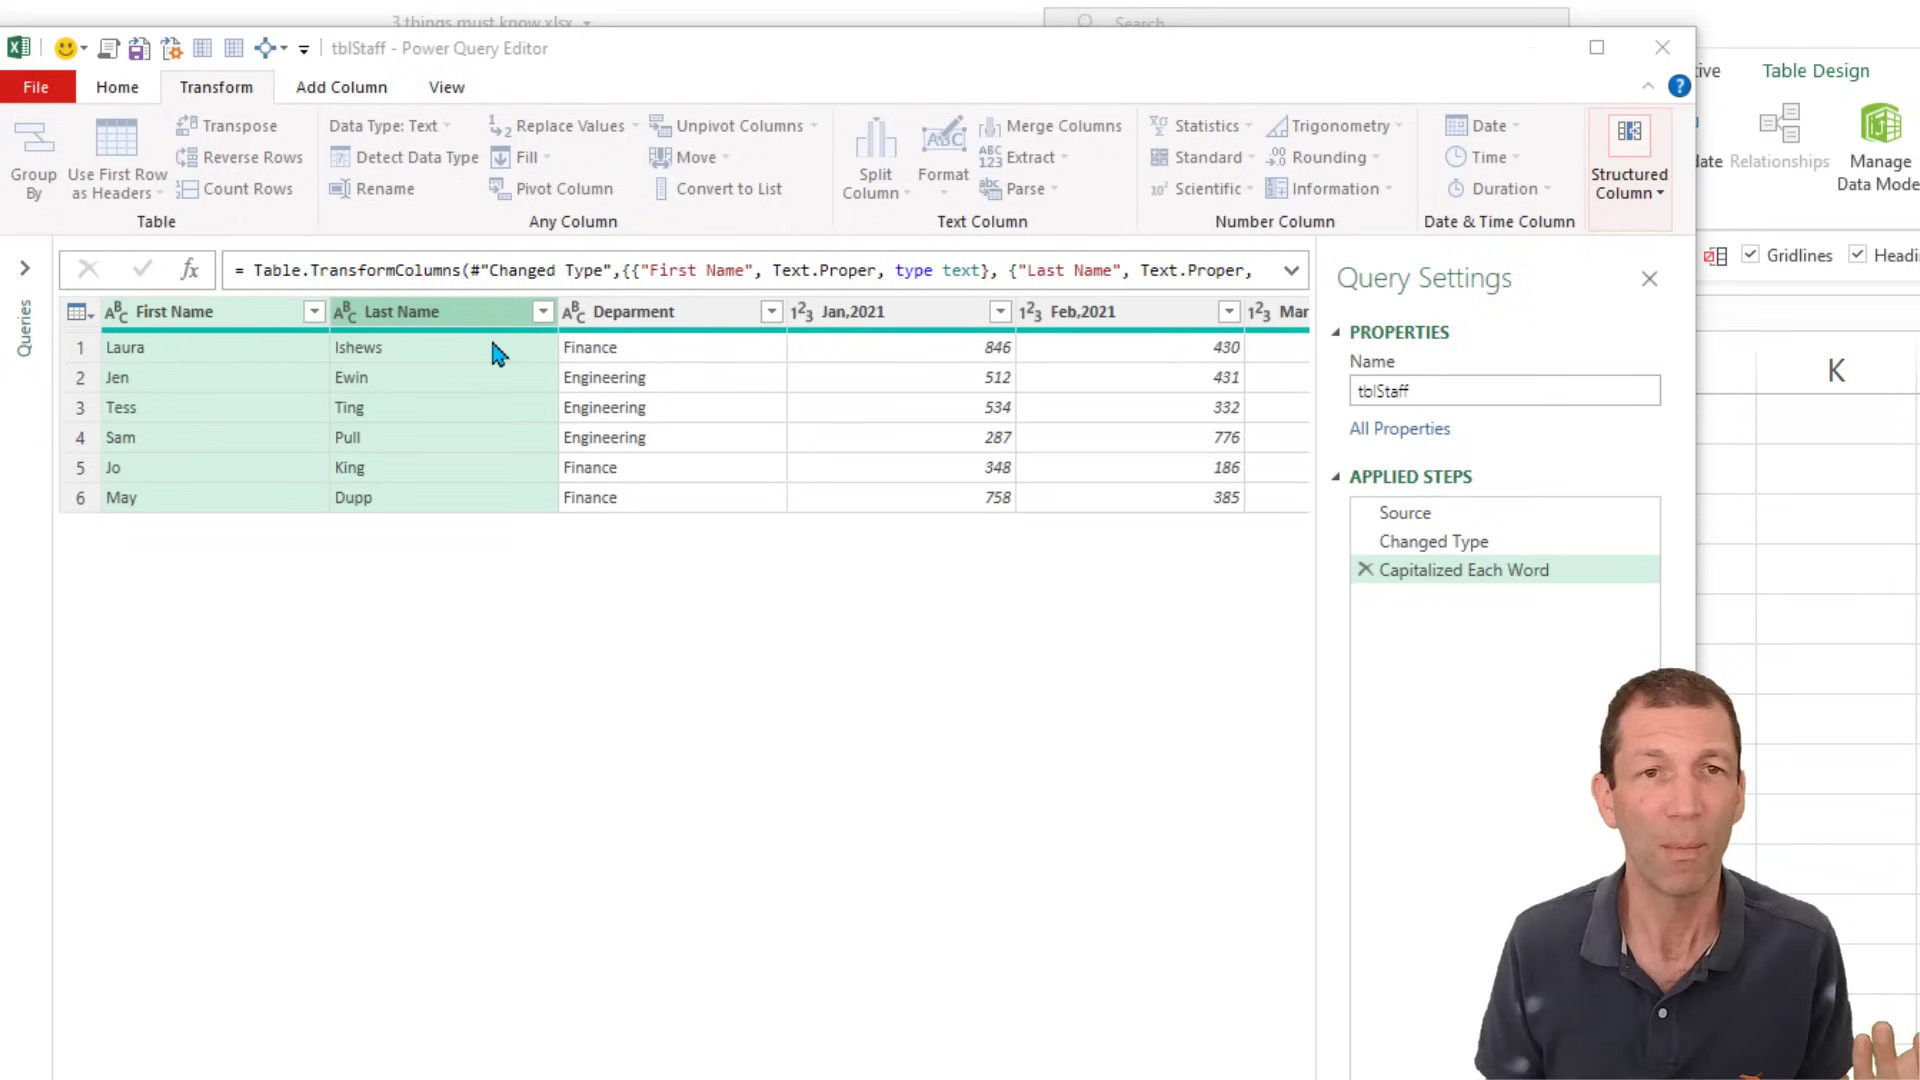 3 things must know.xlsx
Search
tblStaff - Power Query Editor
File
Home
Transform
Add Column
View
Table Design
Group By
Use First Row as Headers
Transpose
Reverse Rows
Count Rows
Table
Data Type: Text
Detect Data Type
Rename
Replace Values
Fill
Pivot Column
Unpivot Columns
Move
Convert to List
Any Column
Split Column
Format
Merge Columns
Extract
Parse
Text Column
Statistics
Standard
Scientific
Trigonometry
Rounding
Information
Number Column
Date
Time
Duration
Date & Time Column
Structured Column
Relationships
Manage
Data Mode
Gridlines
Headi
= Table.TransformColumns(#"Changed Type",{{"First Name", Text.Proper, type text}, {"Last Name", Text.Proper,
Queries
First Name Last Name Deparment Jan,2021 Feb,2021 Mar
1 Laura Ishews Finance 846 430
2 Jen Ewin Engineering 512 431
3 Tess Ting Engineering 534 332
4 Sam Pull Engineering 287 776
5 Jo King Finance 348 186
6 May Dupp Finance 758 385
Query Settings
PROPERTIES
Name
tblStaff
All Properties
APPLIED STEPS
Source
Changed Type
Capitalized Each Word
K